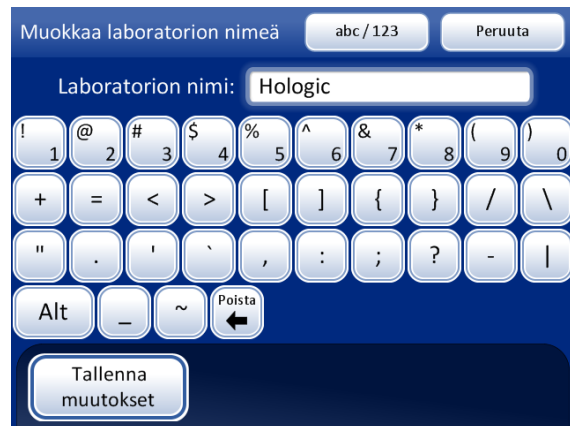 Muokkaa laboratorion nimeä abc / 123 Peruuta
Laboratorion nimi: Hologic
! 1 @ 2 # 3 $ 4 % 5 ^ 6 & 7 * 8 ( 9 ) 0
+ = < > [ ] { } / \
" . ' ` , : ; ? - |
Alt _ ~ Poista
Tallenna
muutokset